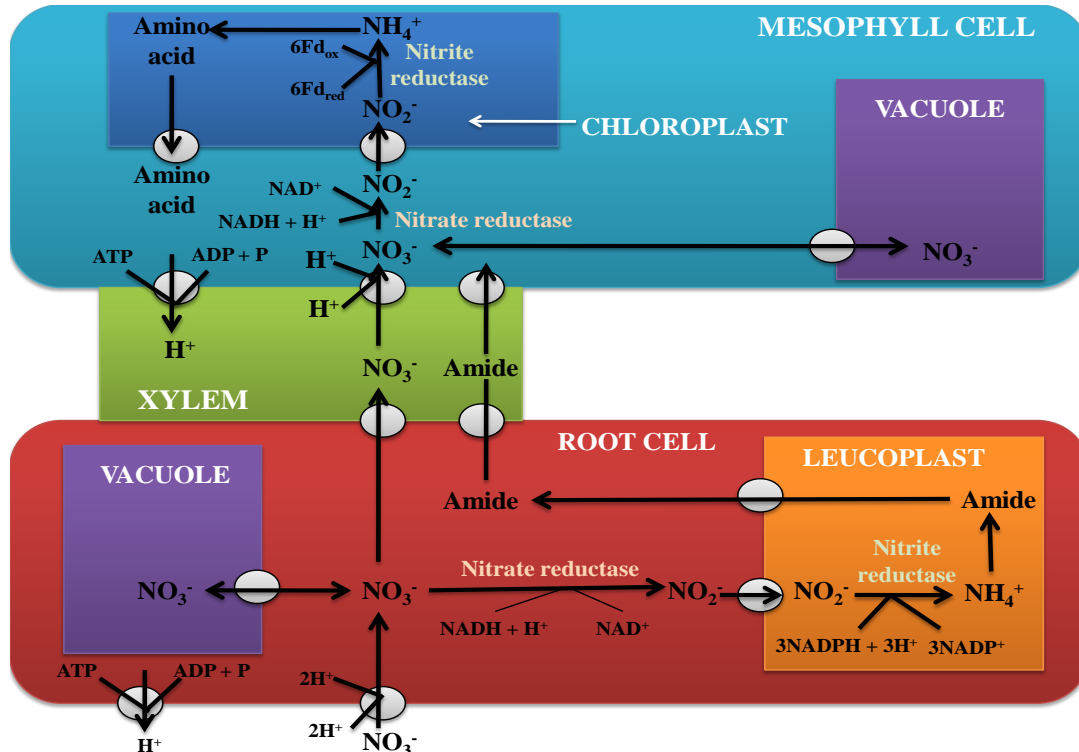 MESOPHYLL CELL
Amino
acid
NH₄⁺
6Fdₒₓ
Nitrite
reductase
6Fd_red
NO₂⁻
CHLOROPLAST
VACUOLE
Amino
acid
NO₂⁻
NAD⁺
NADH + H⁺
Nitrate reductase
NO₃⁻
NO₃⁻
ATP
ADP + P
H⁺
H⁺
H⁺
NO₃⁻
Amide
XYLEM
ROOT CELL
VACUOLE
LEUCOPLAST
Amide
Amide
Nitrite
reductase
NO₃⁻
NO₃⁻
Nitrate reductase
NO₂⁻
NO₂⁻
NH₄⁺
NADH + H⁺
NAD⁺
3NADPH + 3H⁺
3NADP⁺
ATP
ADP + P
2H⁺
2H⁺
H⁺
NO₃⁻